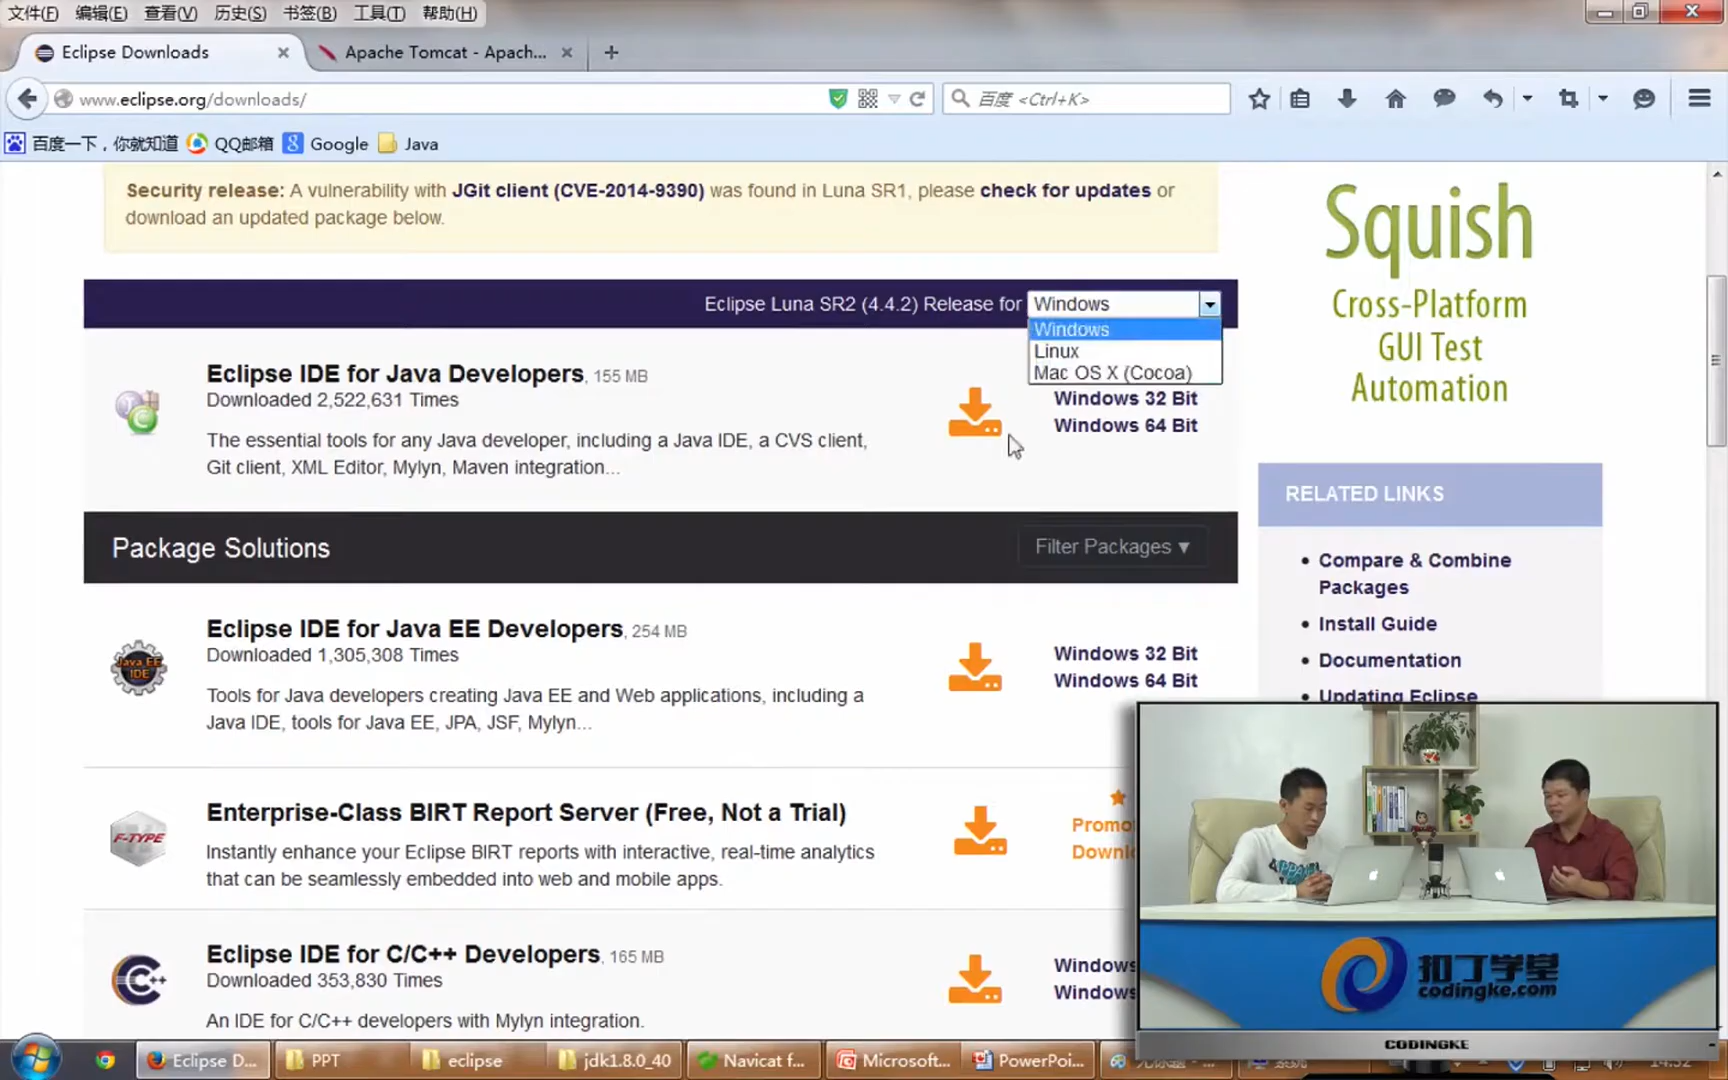 文件(F) 编辑(E) 查看(V) 历史(S) 书签(B) 工具(T) 帮助(H)
Eclipse Downloads
Apache Tomcat - Apach...
www.eclipse.org/downloads/
百度 <Ctrl+K>
百度一下，你就知道 QQ邮箱 Google Java
Security release: A vulnerability with JGit client (CVE-2014-9390) was found in Luna SR1, please check for updates or
download an updated package below.
Eclipse Luna SR2 (4.4.2) Release for Windows
Windows
Linux
Mac OS X (Cocoa)
Eclipse IDE for Java Developers, 155 MB
Downloaded 2,522,631 Times
The essential tools for any Java developer, including a Java IDE, a CVS client,
Git client, XML Editor, Mylyn, Maven integration...
Windows 32 Bit
Windows 64 Bit
Package Solutions
Filter Packages ▼
Java EE
IDE
Eclipse IDE for Java EE Developers, 254 MB
Downloaded 1,305,308 Times
Tools for Java developers creating Java EE and Web applications, including a
Java IDE, tools for Java EE, JPA, JSF, Mylyn...
Windows 32 Bit
Windows 64 Bit
F-TYPE
Enterprise-Class BIRT Report Server (Free, Not a Trial)
Instantly enhance your Eclipse BIRT reports with interactive, real-time analytics
that can be seamlessly embedded into web and mobile apps.
Promo
Downl
C++
Eclipse IDE for C/C++ Developers, 165 MB
Downloaded 353,830 Times
An IDE for C/C++ developers with Mylyn integration.
Windows
Windows
Squish
Cross-Platform
GUI Test
Automation
RELATED LINKS
• Compare & Combine
Packages
• Install Guide
• Documentation
• Updating Eclipse
扣丁学堂
codingke.com
CODINGKE
Eclipse D... PPT eclipse jdk1.8.0_40 Navicat f... Microsoft... PowerPoi...
14:32